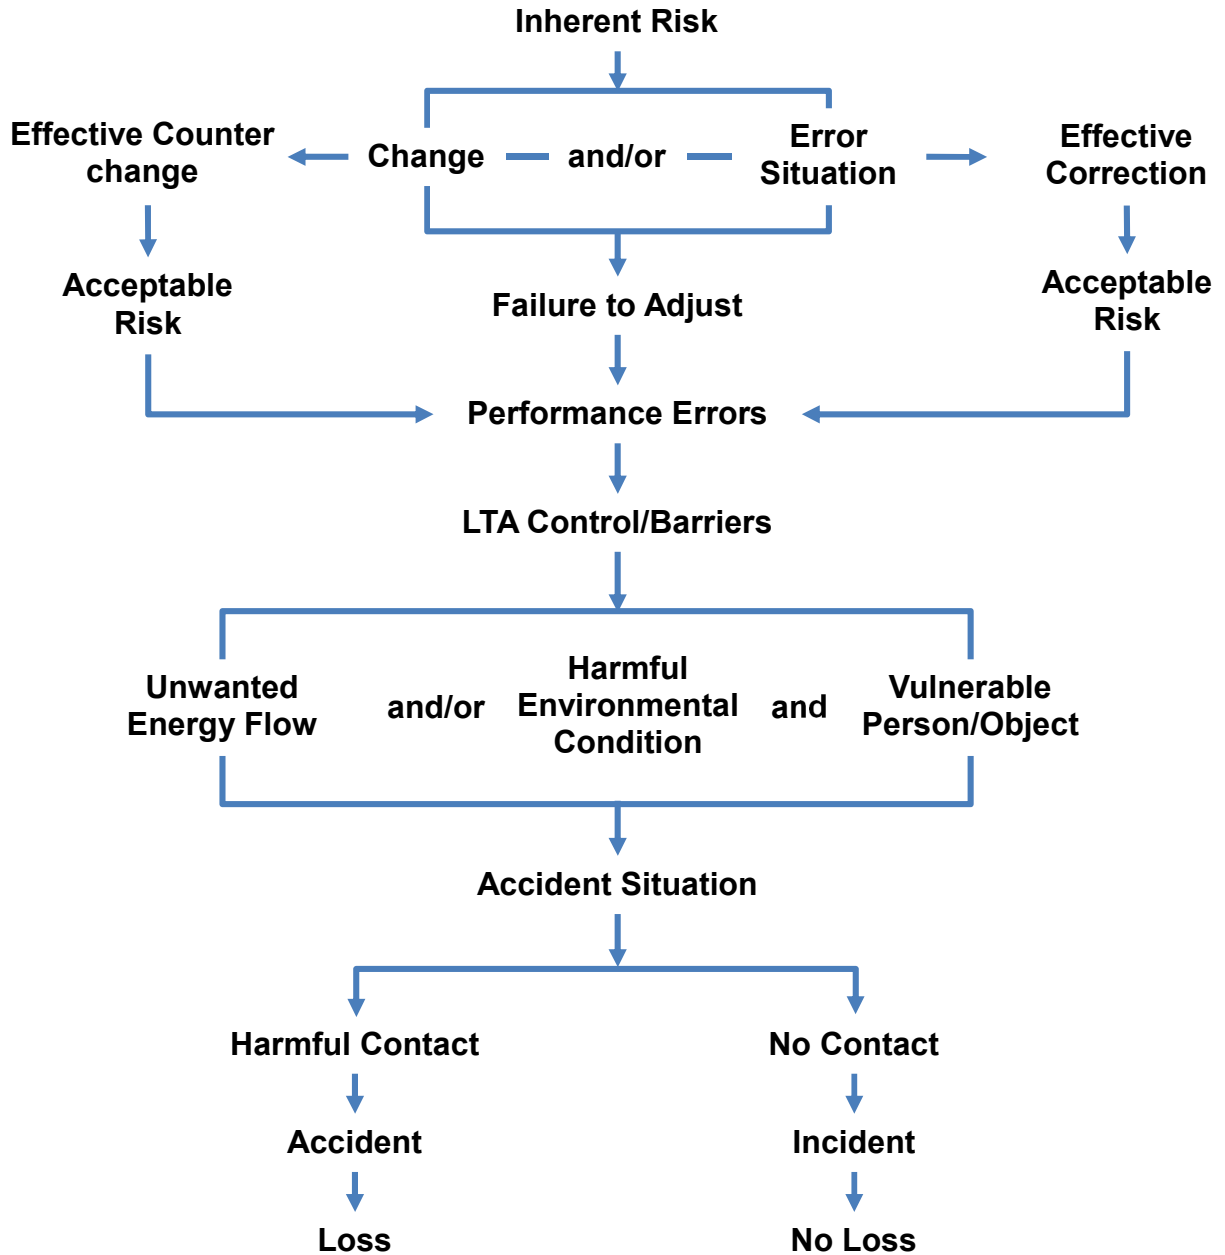 Inherent Risk
Effective Counter
change
Change
and/or
Error
Situation
Effective
Correction
Acceptable
Risk
Failure to Adjust
Acceptable
Risk
Performance Errors
LTA Control/Barriers
Unwanted
Energy Flow
and/or
Harmful
Environmental
Condition
and
Vulnerable
Person/Object
Accident Situation
Harmful Contact
No Contact
Accident
Incident
Loss
No Loss